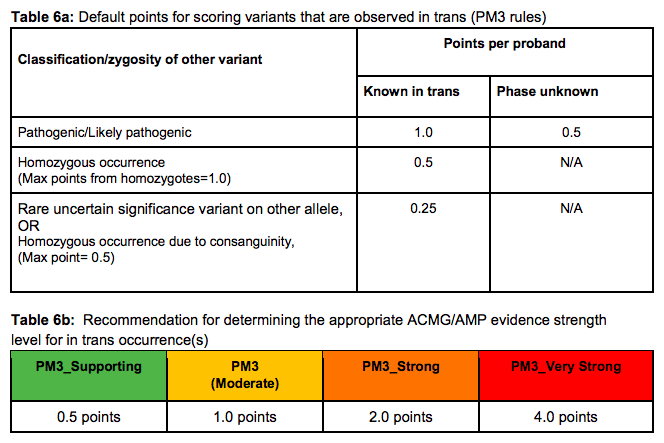 Table 6a: Default points for scoring variants that are observed in trans (PM3 rules)
Classification/zygosity of other variant
Points per proband
Known in trans
Phase unknown
Pathogenic/Likely pathogenic
1.0
0.5
Homozygous occurrence
(Max points from homozygotes=1.0)
0.5
N/A
Rare uncertain significance variant on other allele,
OR
Homozygous occurrence due to consanguinity,
(Max point= 0.5)
0.25
N/A
Table 6b: Recommendation for determining the appropriate ACMG/AMP evidence strength
level for in trans occurrence(s)
PM3_Supporting
PM3
(Moderate)
PM3_Strong
PM3_Very Strong
0.5 points
1.0 points
2.0 points
4.0 points